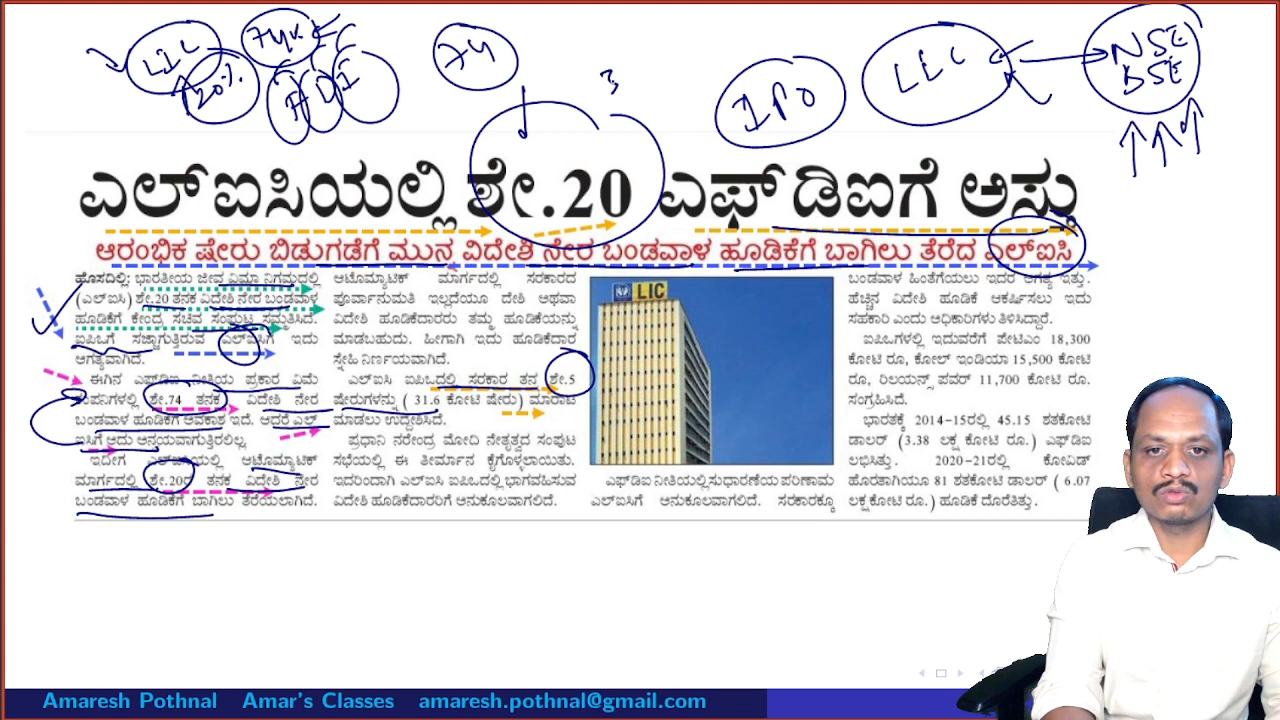 LIC
74%
20%
FDI
74
3
IPO
LIC
NSE
BSE
ಎಲ್‌ಐಸಿಯಲ್ಲಿ ಶೇ.20 ಎಫ್‌ಡಿಐಗೆ ಅಸ್ತು
ಆರಂಭಿಕ ಷೇರು ಬಿಡುಗಡೆಗೆ ಮುನ್ನ ವಿದೇಶಿ ನೇರ ಬಂಡವಾಳ ಹೂಡಿಕೆಗೆ ಬಾಗಿಲು ತೆರೆದ ಎಲ್‌ಐಸಿ
ಹೊಸದಿಲ್ಲಿ: ಭಾರತೀಯ ಜೀವ ವಿಮಾ ನಿಗಮದಲ್ಲಿ
(ಎಲ್‌ಐಸಿ) ಶೇ.20 ತನಕ ವಿದೇಶಿ ನೇರ ಬಂಡವಾಳ
ಹೂಡಿಕೆಗೆ ಕೇಂದ್ರ ಸಚಿವ ಸಂಪುಟ ಸಮ್ಮತಿಸಿದೆ.
ಐಪಿಒಗೆ ಸಜ್ಜಾಗುತ್ತಿರುವ ಎಲ್‌ಐಸಿಗೆ ಇದು
ಅಗತ್ಯವಾಗಿದೆ.
ಈಗಿನ ಎಫ್‌ಡಿಐ ನೀತಿಯ ಪ್ರಕಾರ ವಿಮೆ
ಕಂಪನಿಗಳಲ್ಲಿ ಶೇ.74 ತನಕ ವಿದೇಶಿ ನೇರ
ಬಂಡವಾಳ ಹೂಡಿಕೆಗೆ ಅವಕಾಶ ಇದೆ. ಆದರೆ ಎಲ್‌
ಐಸಿಗೆ ಅದು ಅನ್ವಯವಾಗುತ್ತಿರಲಿಲ್ಲ.
ಇದೀಗ ಎಲ್‌ಐಸಿಯಲ್ಲಿ ಆಟೊಮ್ಯಾಟಿಕ್
ಮಾರ್ಗದಲ್ಲಿ ಶೇ.20ರ ತನಕ ವಿದೇಶಿ ನೇರ
ಬಂಡವಾಳ ಹೂಡಿಕೆಗೆ ಬಾಗಿಲು ತೆರೆಯಲಾಗಿದೆ.
ಆಟೊಮ್ಯಾಟಿಕ್ ಮಾರ್ಗದಲ್ಲಿ ಸರಕಾರದ
ಪೂರ್ವಾನುಮತಿ ಇಲ್ಲದೆಯೂ ದೇಶಿ ಅಥವಾ
ವಿದೇಶಿ ಹೂಡಿಕೆದಾರರು ತಮ್ಮ ಹೂಡಿಕೆಯನ್ನು
ಮಾಡಬಹುದು. ಹೀಗಾಗಿ ಇದು ಹೂಡಿಕೆದಾರ
ಸ್ನೇಹಿ ನಿರ್ಣಯವಾಗಿದೆ.
ಎಲ್‌ಐಸಿ ಐಪಿಒದಲ್ಲಿ ಸರಕಾರ ತನ್ನ ಶೇ.5
ಷೇರುಗಳನ್ನು ( 31.6 ಕೋಟಿ ಷೇರು) ಮಾರಾಟ
ಮಾಡಲು ಉದ್ದೇಶಿಸಿದೆ.
ಪ್ರಧಾನಿ ನರೇಂದ್ರ ಮೋದಿ ನೇತೃತ್ವದ ಸಂಪುಟ
ಸಭೆಯಲ್ಲಿ ಈ ತೀರ್ಮಾನ ಕೈಗೊಳ್ಳಲಾಯಿತು.
ಇದರಿಂದಾಗಿ ಎಲ್‌ಐಸಿ ಐಪಿಒದಲ್ಲಿ ಭಾಗವಹಿಸುವ
ವಿದೇಶಿ ಹೂಡಿಕೆದಾರರಿಗೆ ಅನುಕೂಲವಾಗಲಿದೆ.
LIC
ಎಫ್‌ಡಿಐ ನೀತಿಯಲ್ಲಿ ಸುಧಾರಣೆಯ ಪರಿಣಾಮ
ಎಲ್‌ಐಸಿಗೆ ಅನುಕೂಲವಾಗಲಿದೆ. ಸರಕಾರಕ್ಕೂ
ಬಂಡವಾಳ ಹಿಂತೆಗೆಯಲು ಇದರ ಅಗತ್ಯ ಇತ್ತು.
ಹೆಚ್ಚಿನ ವಿದೇಶಿ ಹೂಡಿಕೆ ಆಕರ್ಷಿಸಲು ಇದು
ಸಹಕಾರಿ ಎಂದು ಅಧಿಕಾರಿಗಳು ತಿಳಿಸಿದ್ದಾರೆ.
ಐಪಿಒಗಳಲ್ಲಿ ಇದುವರೆಗೆ ಪೇಟಿಎಂ 18,300
ಕೋಟಿ ರೂ, ಕೋಲ್ ಇಂಡಿಯಾ 15,500 ಕೋಟಿ
ರೂ, ರಿಲಯನ್ಸ್ ಪವರ್ 11,700 ಕೋಟಿ ರೂ.
ಸಂಗ್ರಹಿಸಿದೆ.
ಭಾರತಕ್ಕೆ 2014-15ರಲ್ಲಿ 45.15 ಶತಕೋಟಿ
ಡಾಲರ್ (3.38 ಲಕ್ಷ ಕೋಟಿ ರೂ.) ಎಫ್‌ಡಿಐ
ಲಭಿಸಿತ್ತು. 2020-21ರಲ್ಲಿ ಕೋವಿಡ್
ಹೊರತಾಗಿಯೂ 81 ಶತಕೋಟಿ ಡಾಲರ್ ( 6.07
ಲಕ್ಷ ಕೋಟಿ ರೂ.) ಹೂಡಿಕೆ ದೊರೆತಿತ್ತು.
Amaresh Pothnal Amar's Classes amaresh.pothnal@gmail.com